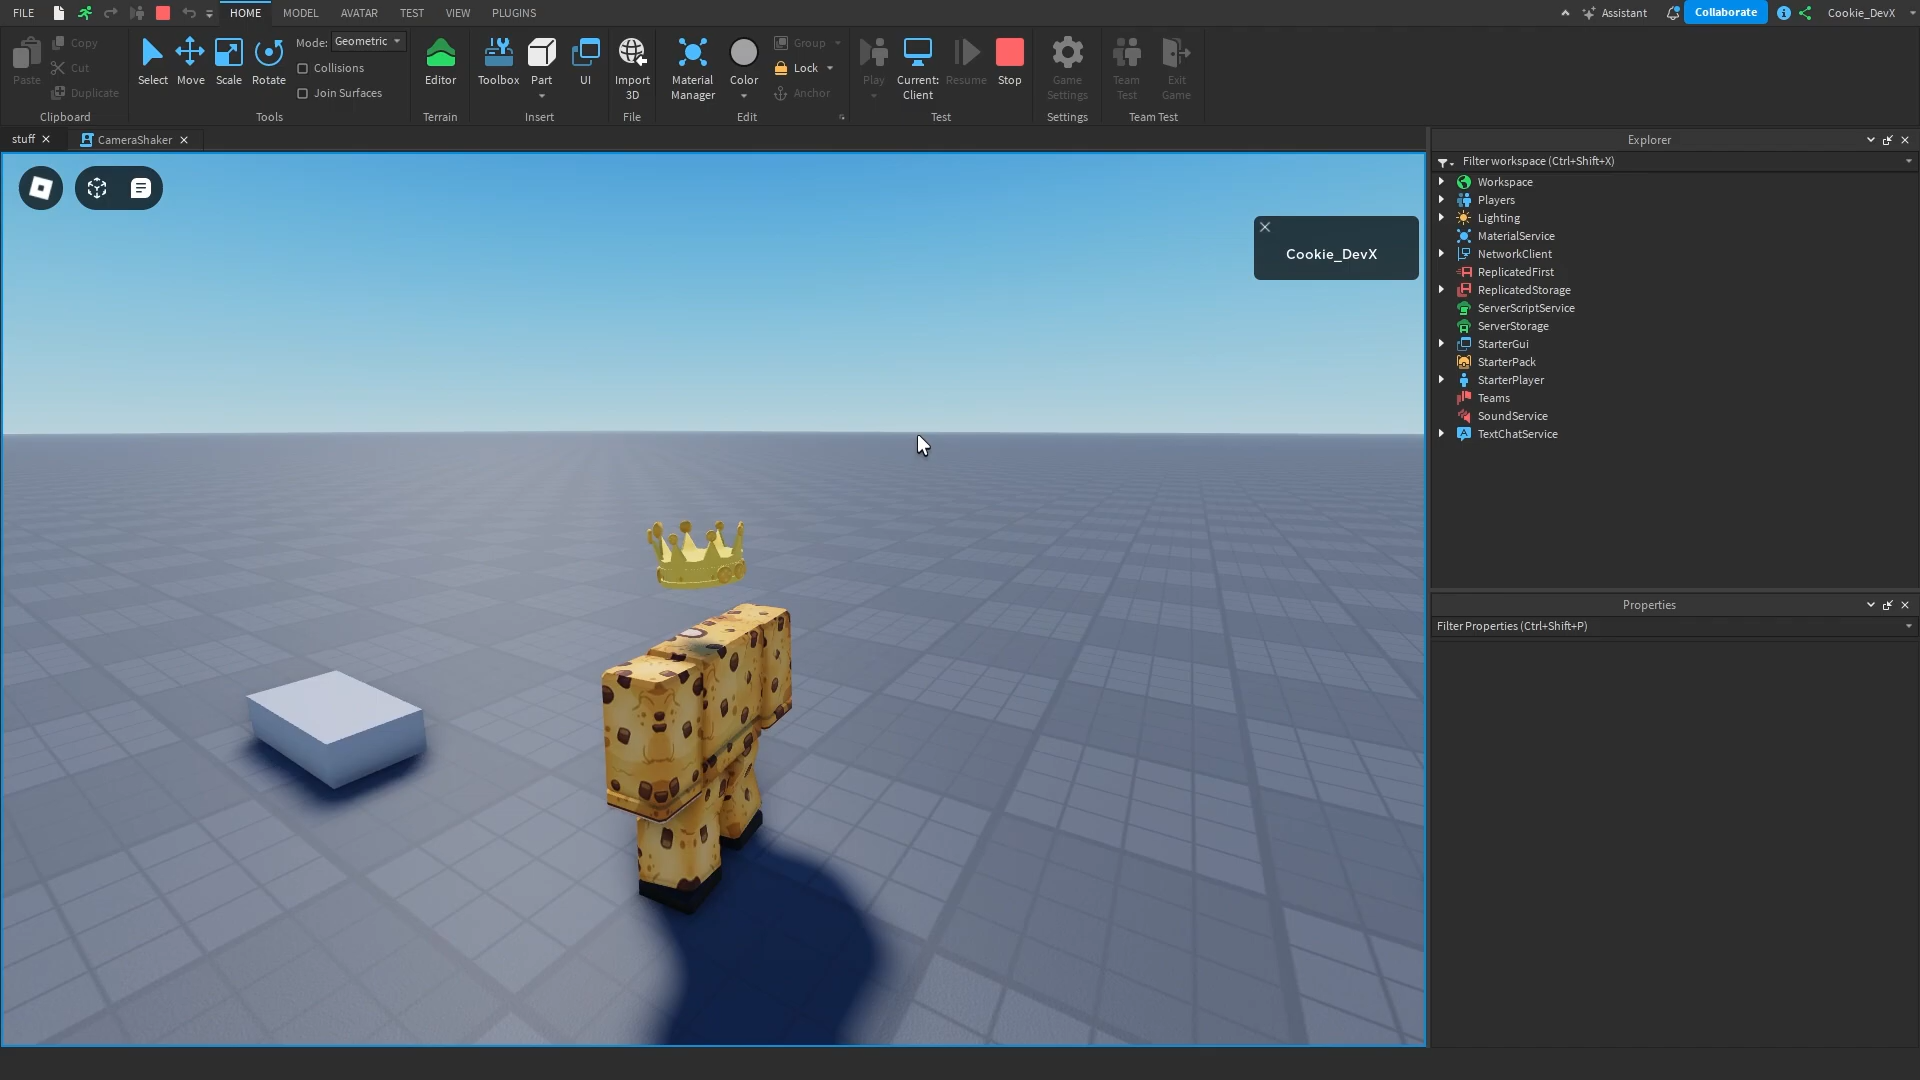 FILE HOME MODEL AVATAR TEST VIEW PLUGINS Assistant Collaborate Cookie_DevX
Paste Copy Cut Duplicate
Select Move Scale Rotate
Mode: Geometric
Collisions
Join Surfaces
Editor
Toolbox Part UI
Import 3D
Material Manager Color
Group
Lock
Anchor
Play Current: Client Resume Stop
Game Settings
Team Test Exit Game
Clipboard Tools Terrain Insert File Edit Test Settings Team Test
stuff CameraShaker
Cookie_DevX
Explorer
Filter workspace (Ctrl+Shift+X)
Workspace
Players
Lighting
MaterialService
NetworkClient
ReplicatedFirst
ReplicatedStorage
ServerScriptService
ServerStorage
StarterGui
StarterPack
StarterPlayer
Teams
SoundService
TextChatService
Properties
Filter Properties (Ctrl+Shift+P)